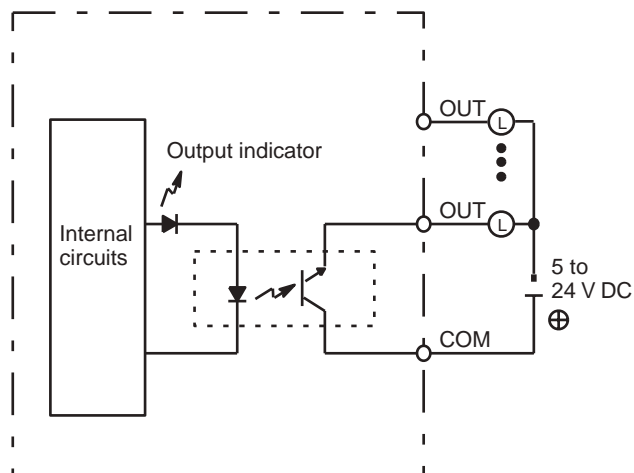 OUT
L
Output indicator
OUT
L
Internal
circuits
5 to
24 V DC
COM